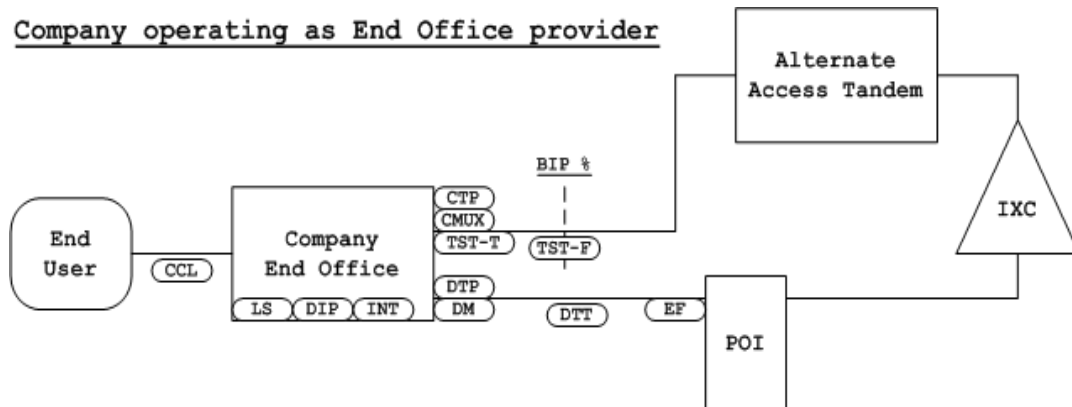 Company operating as End Office provider
Alternate
Access Tandem
BIP %
CTP
CMUX
TST-T
TST-F
IXC
End
User
CCL
Company
End Office
LS
DIP
INT
DTP
DM
DTT
EF
POI